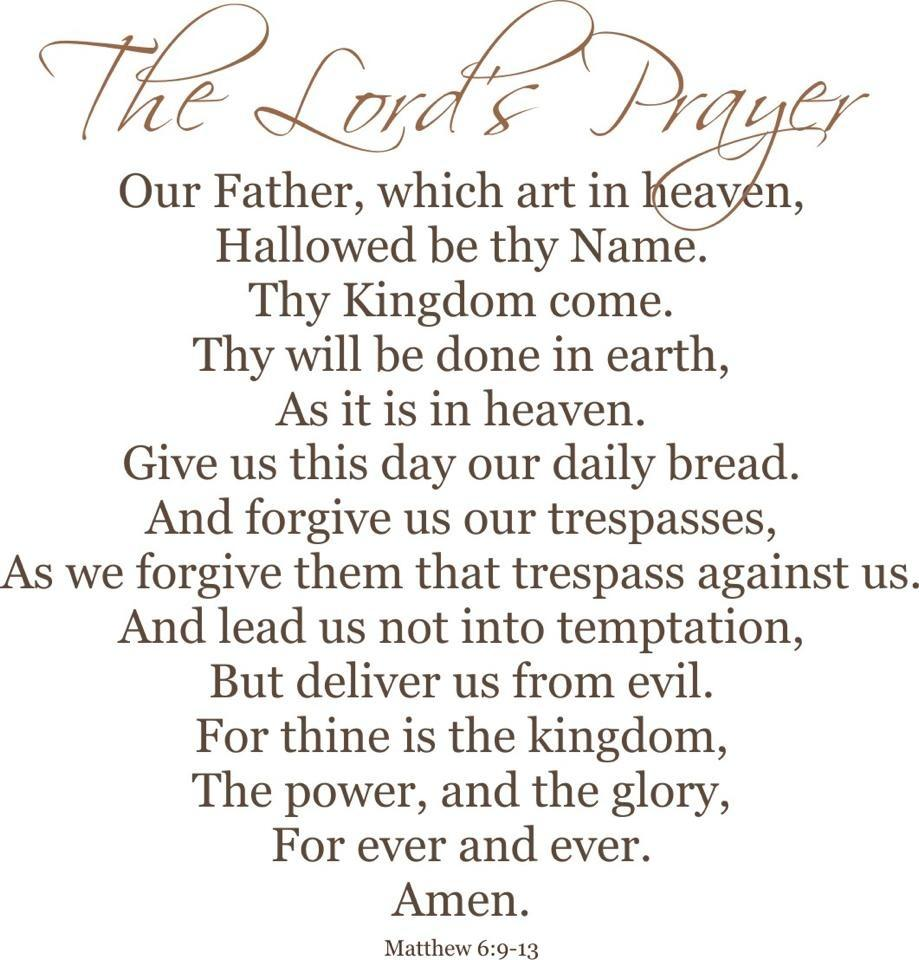 The Lord's Prayer
Our Father, which art in heaven,
Hallowed be thy Name.
Thy Kingdom come.
Thy will be done in earth,
As it is in heaven.
Give us this day our daily bread.
And forgive us our trespasses,
As we forgive them that trespass against us.
And lead us not into temptation,
But deliver us from evil.
For thine is the kingdom,
The power, and the glory,
For ever and ever.
Amen.
Matthew 6:9-13